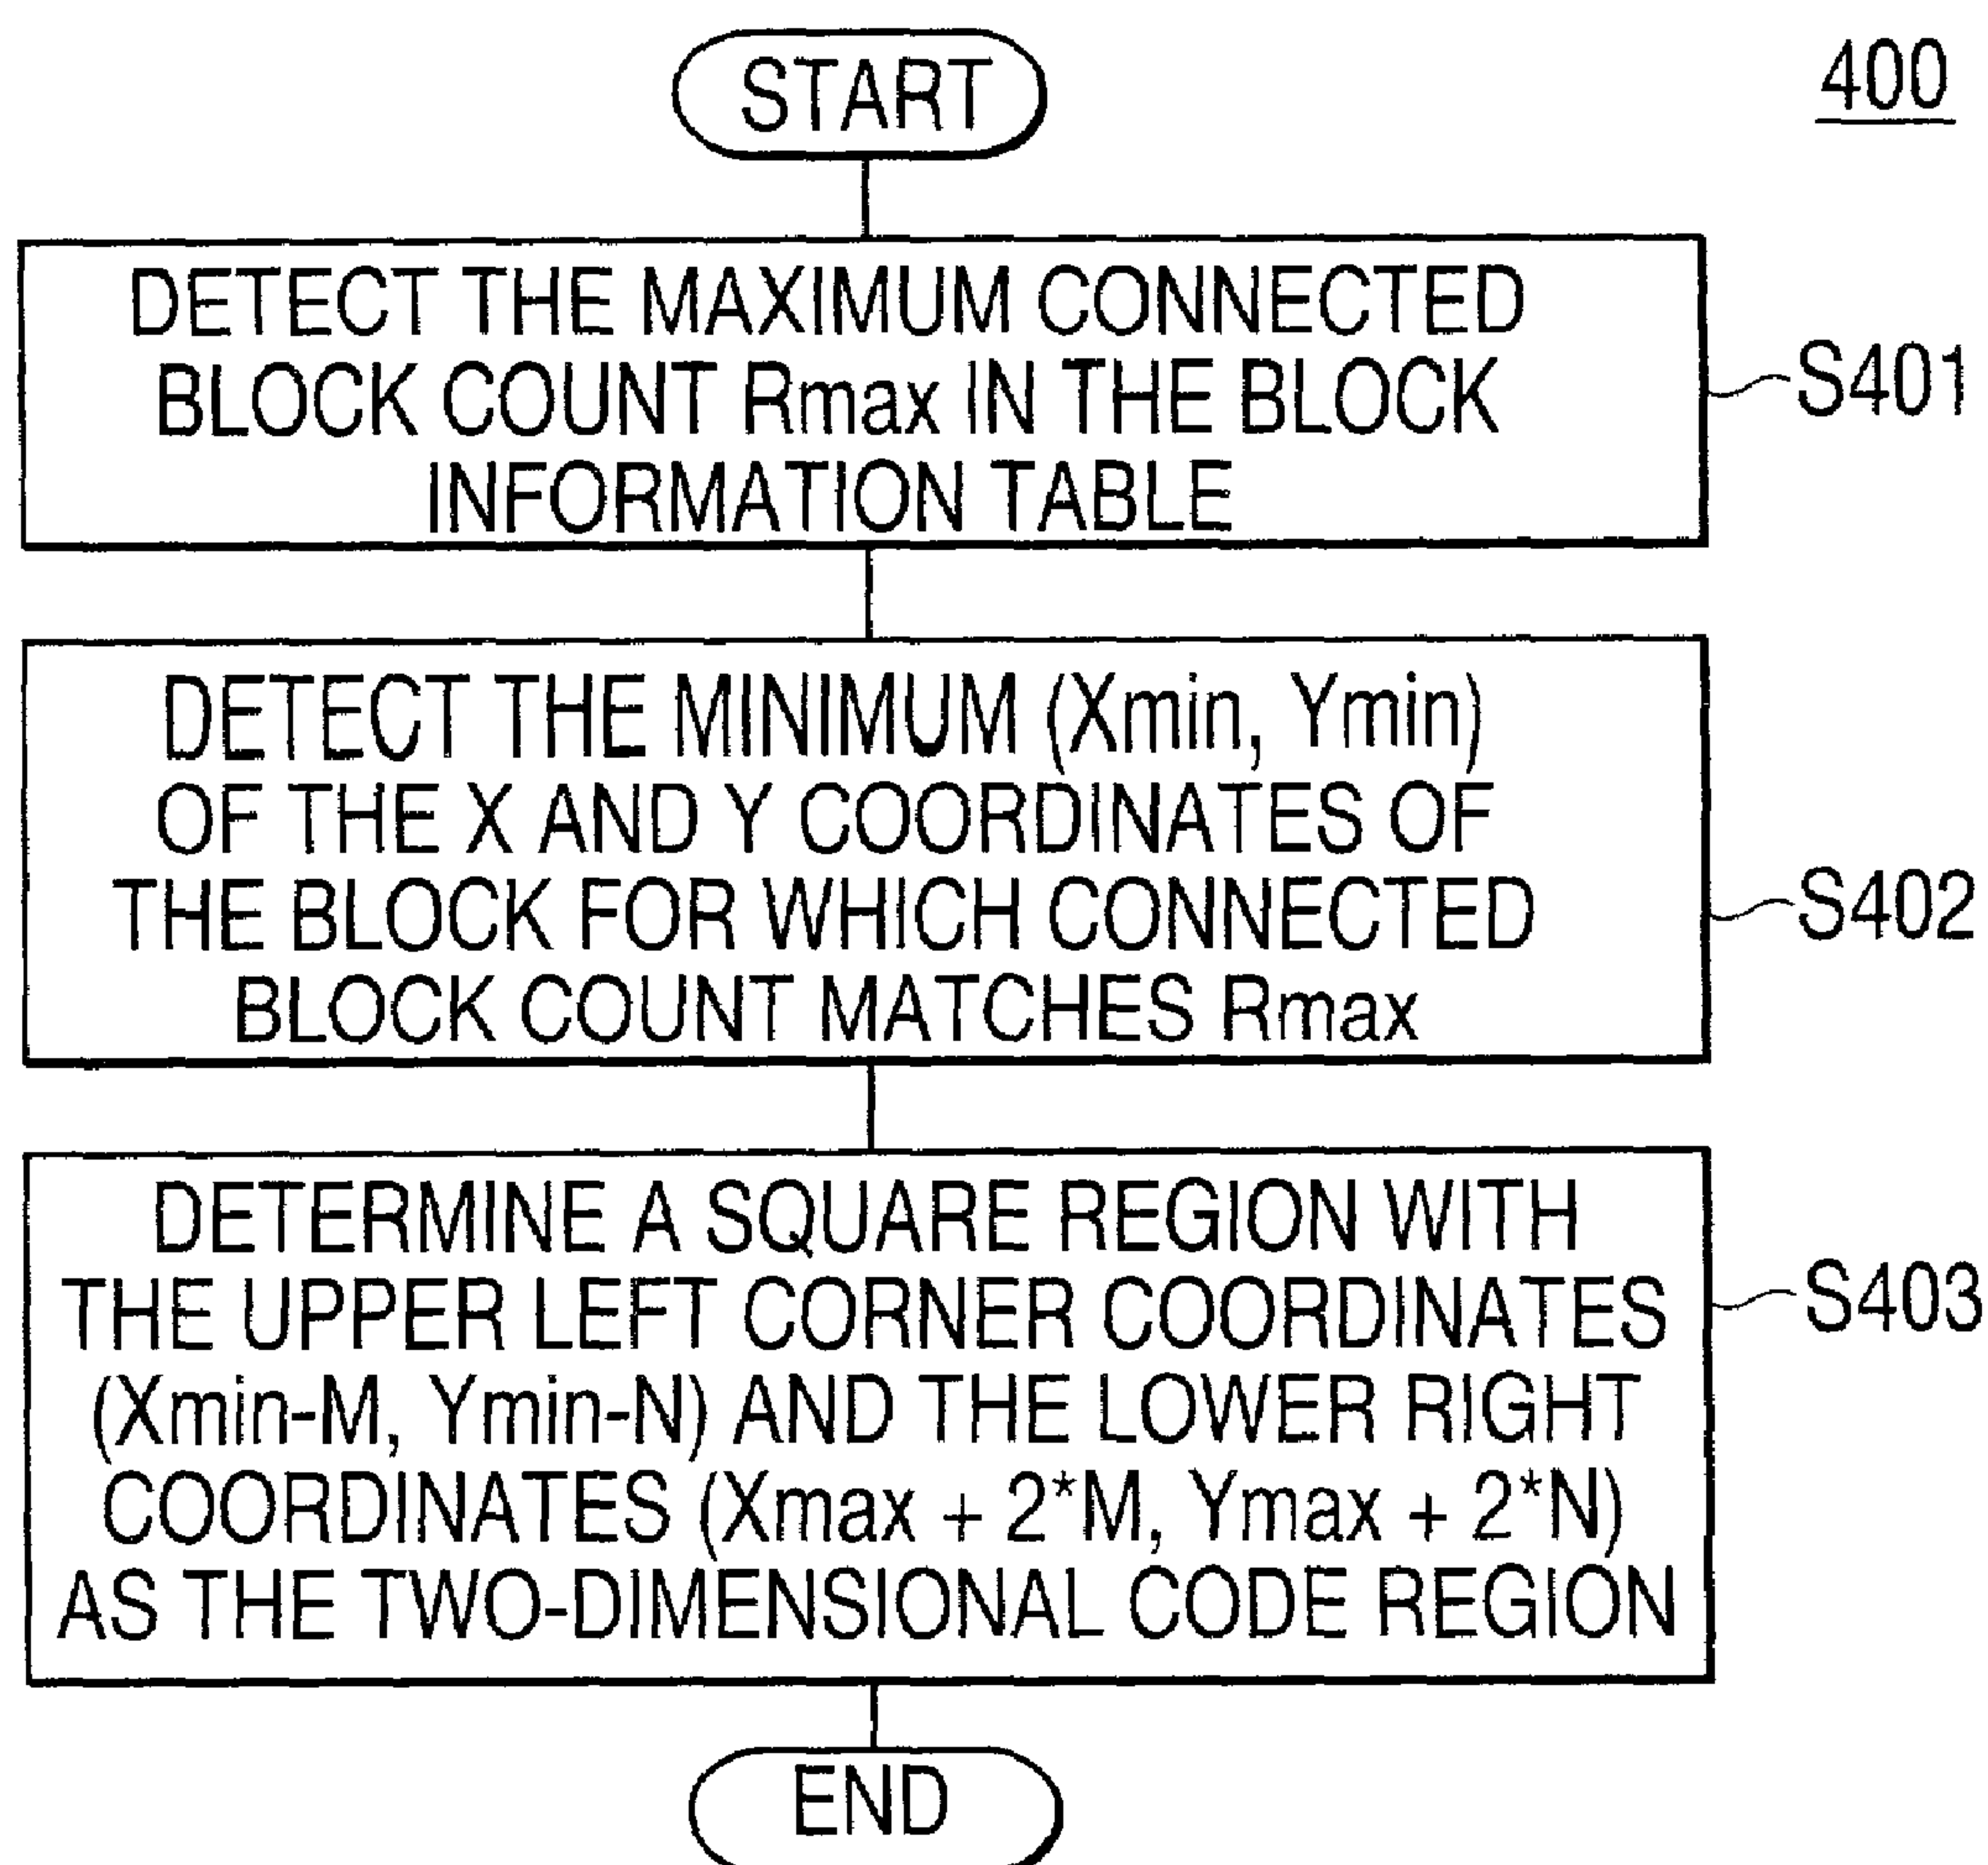 400
START
DETECT THE MAXIMUM CONNECTED
BLOCK COUNT Rmax IN THE BLOCK
INFORMATION TABLE
S401
DETECT THE MINIMUM (Xmin, Ymin)
OF THE X AND Y COORDINATES OF
THE BLOCK FOR WHICH CONNECTED
BLOCK COUNT MATCHES Rmax
S402
DETERMINE A SQUARE REGION WITH
THE UPPER LEFT CORNER COORDINATES
(Xmin-M, Ymin-N) AND THE LOWER RIGHT
COORDINATES (Xmax + 2*M, Ymax + 2*N)
AS THE TWO-DIMENSIONAL CODE REGION
S403
END